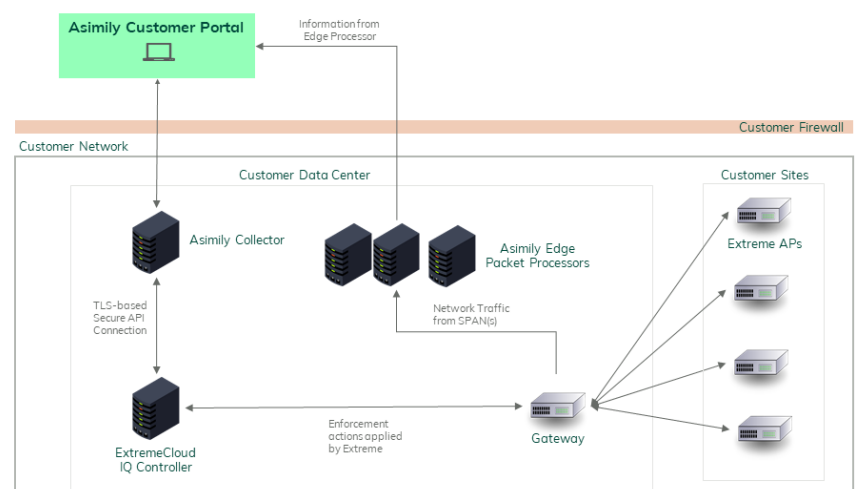 Asimily Customer Portal
Information from
Edge Processor
Customer Firewall
Customer Network
Customer Data Center
Customer Sites
Asimily Collector
Asimily Edge
Packet Processors
Extreme APs
TLS-based
Secure API
Connection
Network Traffic
from SPAN(s)
Enforcement
actions applied
by Extreme
Gateway
ExtremeCloud
IQ Controller